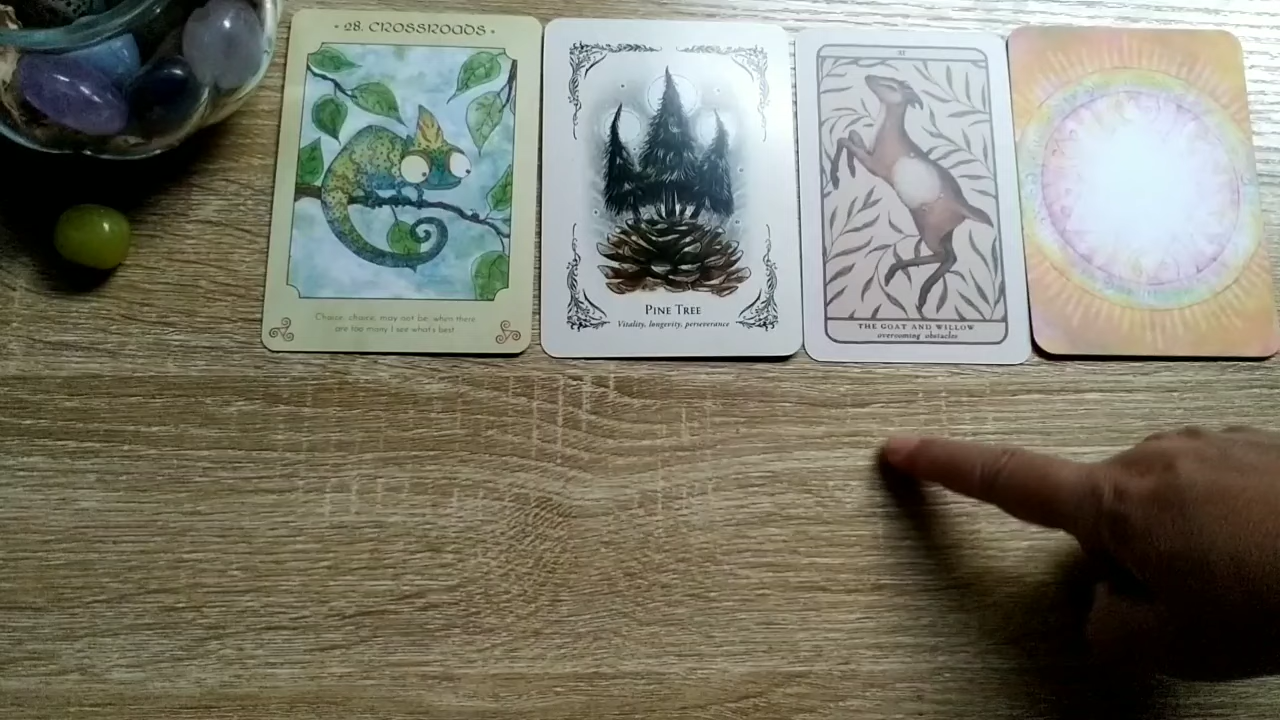 28. CROSSROADS
Choice, choice, may not be, when there
are too many I see what's best.
PINE TREE
Vitality, longevity, perseverance
THE GOAT AND WILLOW
overcoming obstacles